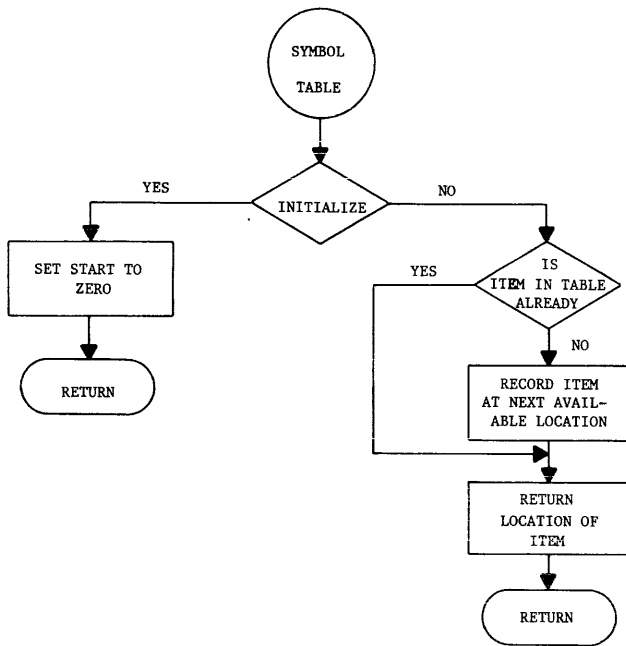 SYMBOL
TABLE
YES
NO
INITIALIZE
SET START TO
ZERO
RETURN
YES
IS
ITEM IN TABLE
ALREADY
NO
RECORD ITEM
AT NEXT AVAIL-
ABLE LOCATION
RETURN
LOCATION OF
ITEM
RETURN